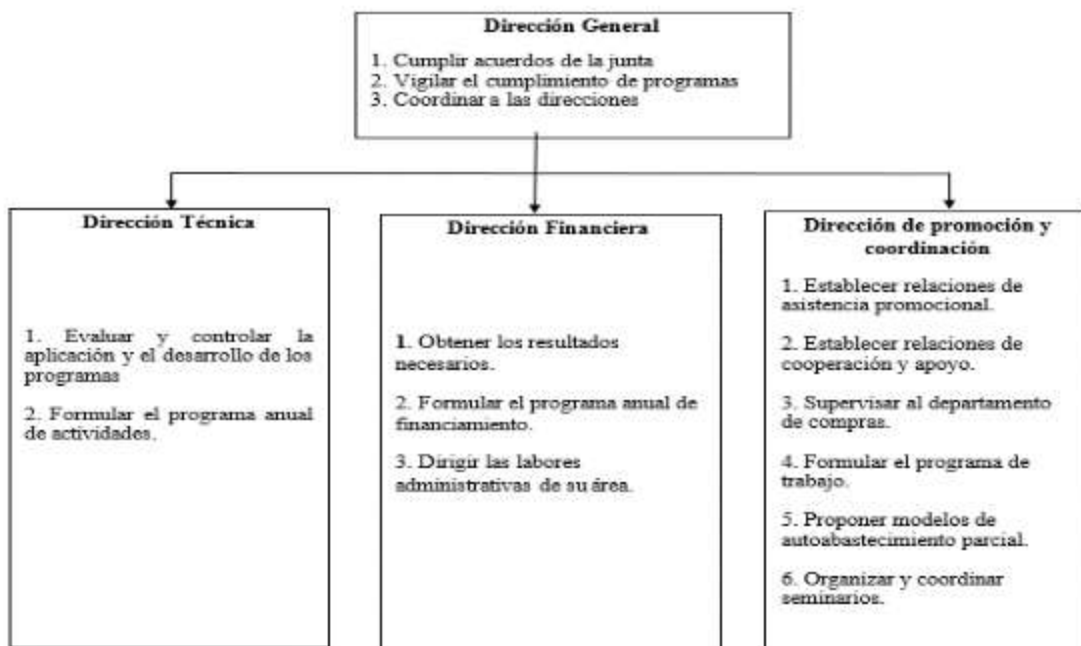 Dirección General
1. Cumplir acuerdos de la junta
2. Vigilar el cumplimiento de programas
3. Coordinar a las direcciones
Dirección Técnica
1. Evaluar y controlar la
aplicación y el desarrollo de los
programas
2. Formular el programa anual
de actividades.
Dirección Financiera
1. Obtener los resultados
necesarios.
2. Formular el programa anual de
financiamiento.
3. Dirigir las labores
administrativas de su área.
Dirección de promoción y
coordinación
1. Establecer relaciones de
asistencia promocional.
2. Establecer relaciones de
cooperación y apoyo.
3. Supervisar al departamento
de compras.
4. Formular el programa de
trabajo.
5. Proponer modelos de
autoabastecimiento parcial.
6. Organizar y coordinar
seminarios.